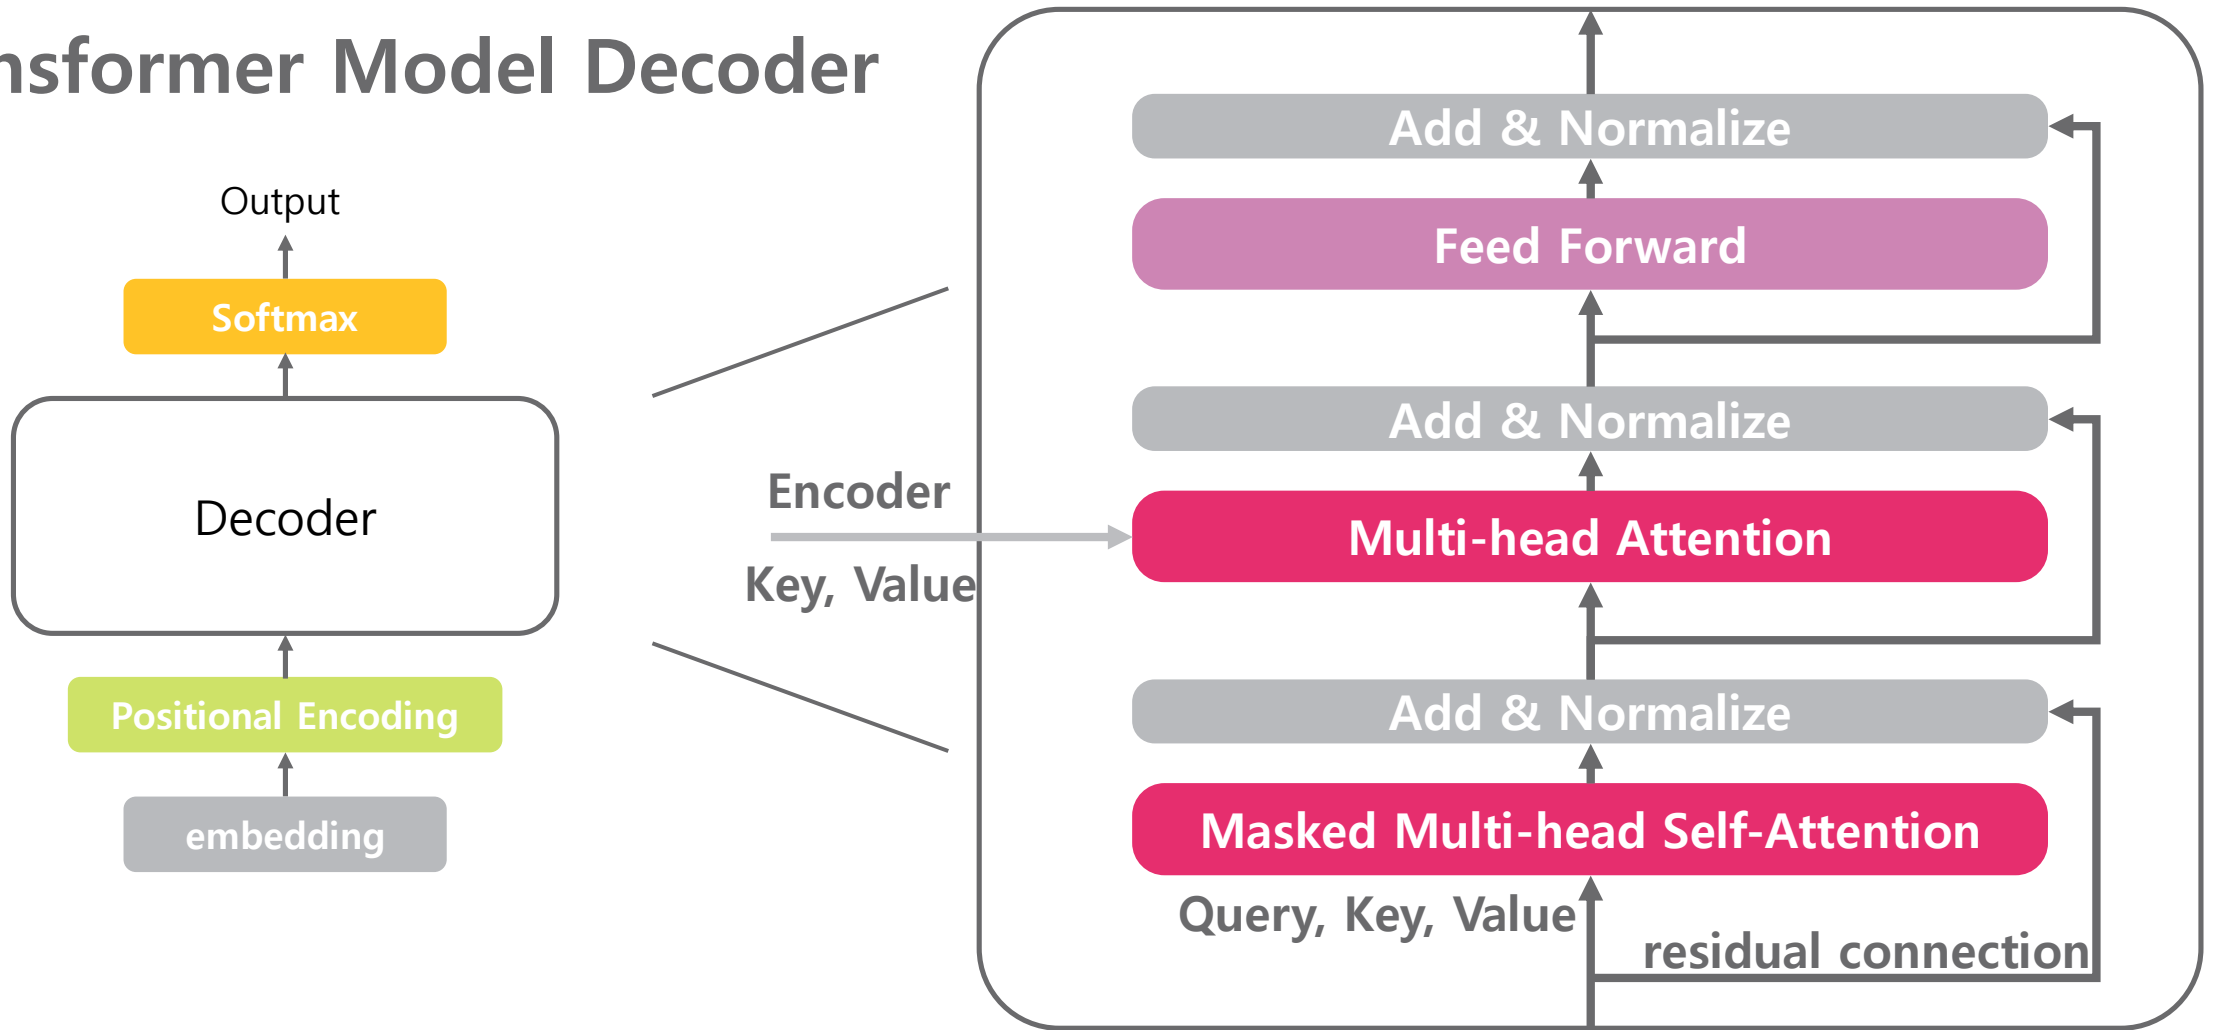 nsformer Model Decoder
Output
Softmax
Decoder
Positional Encoding
embedding
Encoder
Key, Value
Add & Normalize
Feed Forward
Add & Normalize
Multi-head Attention
Add & Normalize
Masked Multi-head Self-Attention
Query, Key, Value
residual connection